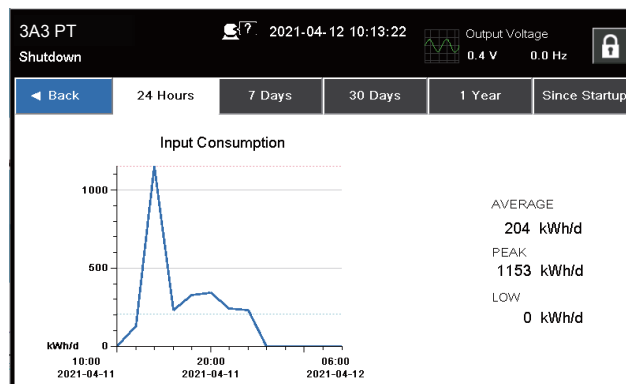 3A3 PT
Shutdown
? 2021-04-12 10:13:22
Output Voltage
0.4 V 0.0 Hz
◄ Back 24 Hours 7 Days 30 Days 1 Year Since Startup
Input Consumption
1000
500
kWh/d 0
10:00 20:00 06:00
2021-04-11 2021-04-11 2021-04-12
AVERAGE
204 kWh/d
PEAK
1153 kWh/d
LOW
0 kWh/d